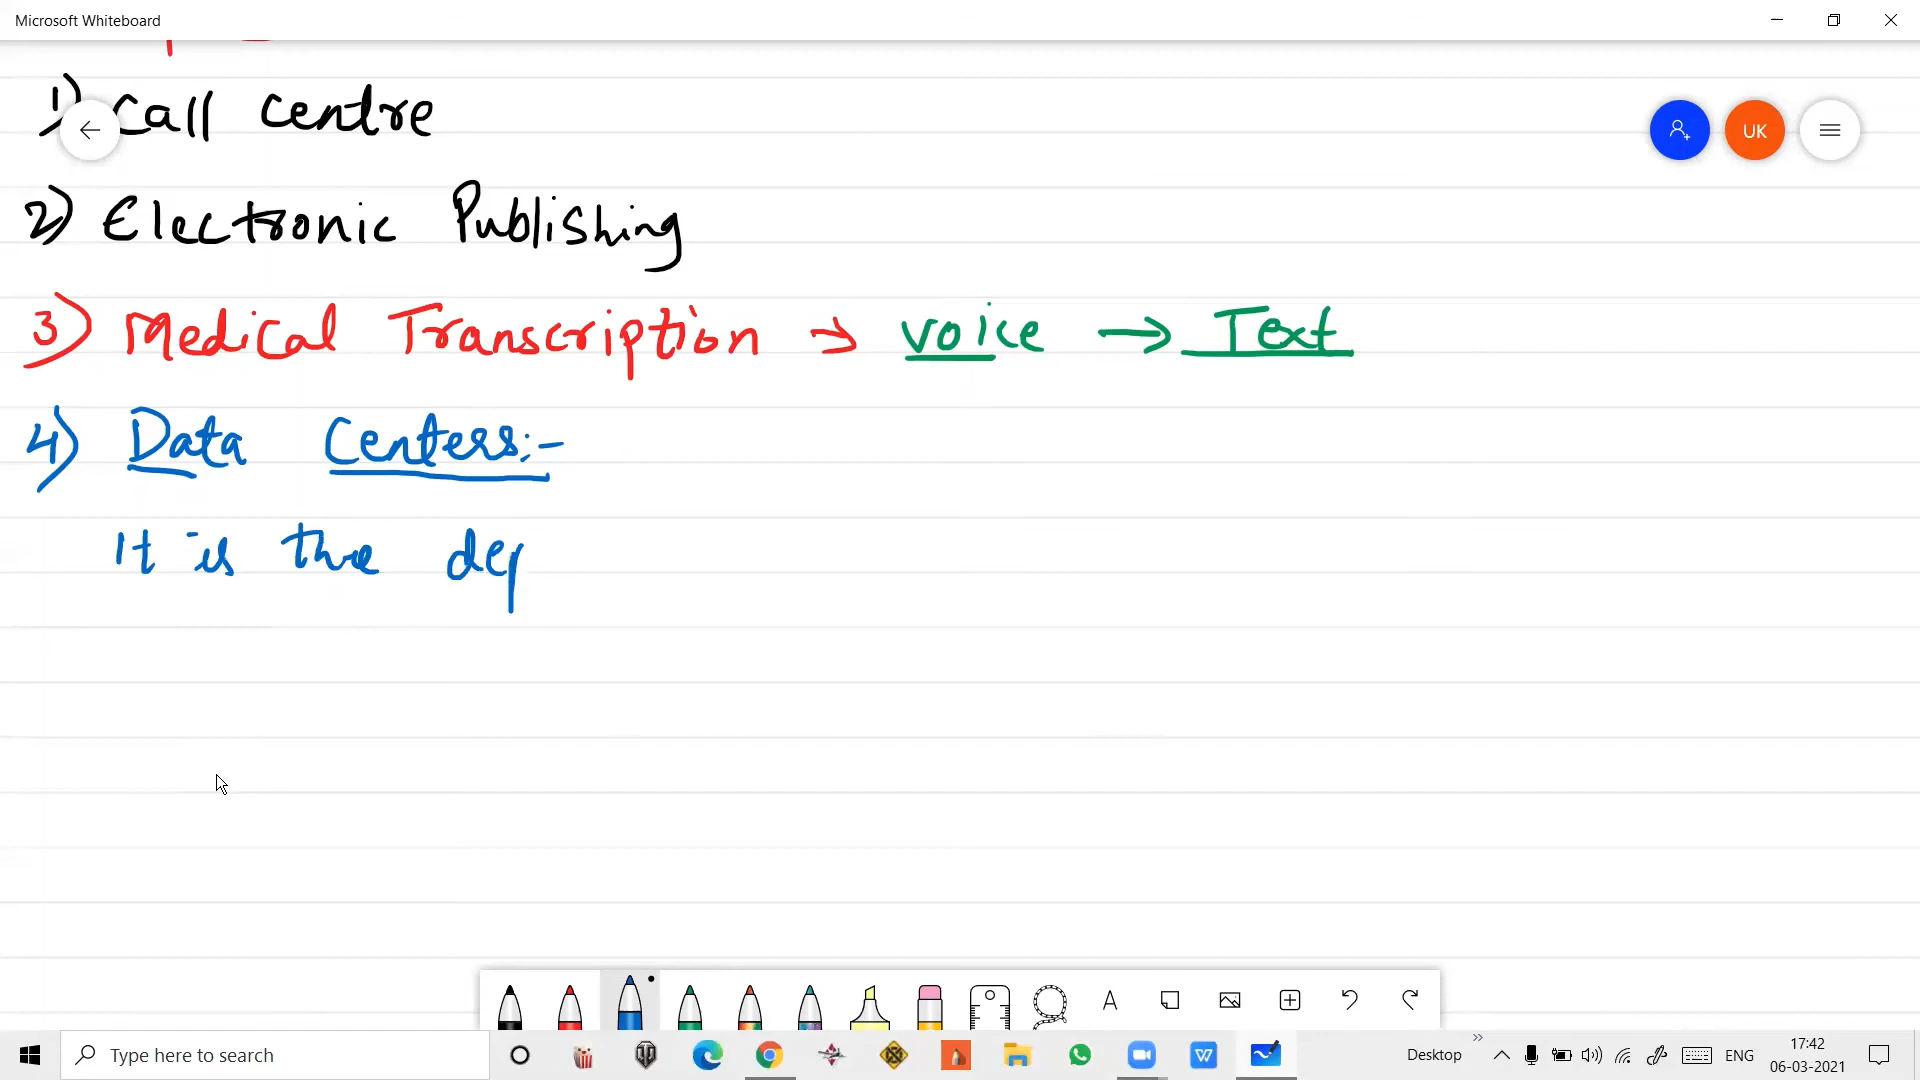 Microsoft Whiteboard
1) Call Centre
UK
2) Electronic Publishing
3) Medical Transcription → voice → Text
4) Data Centers:-
It is the dep
A
Type here to search
Desktop
ENG
17:42
06-03-2021